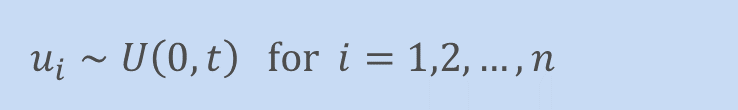 uᵢ ~ U(0, t) for i = 1,2, … , n